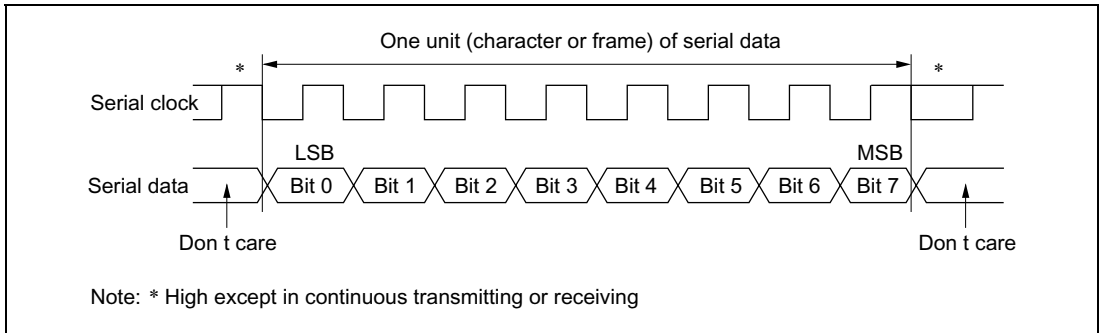 One unit (character or frame) of serial data
* *
Serial clock
LSB MSB
Serial data Bit 0 Bit 1 Bit 2 Bit 3 Bit 4 Bit 5 Bit 6 Bit 7
Don t care Don t care
Note: * High except in continuous transmitting or receiving